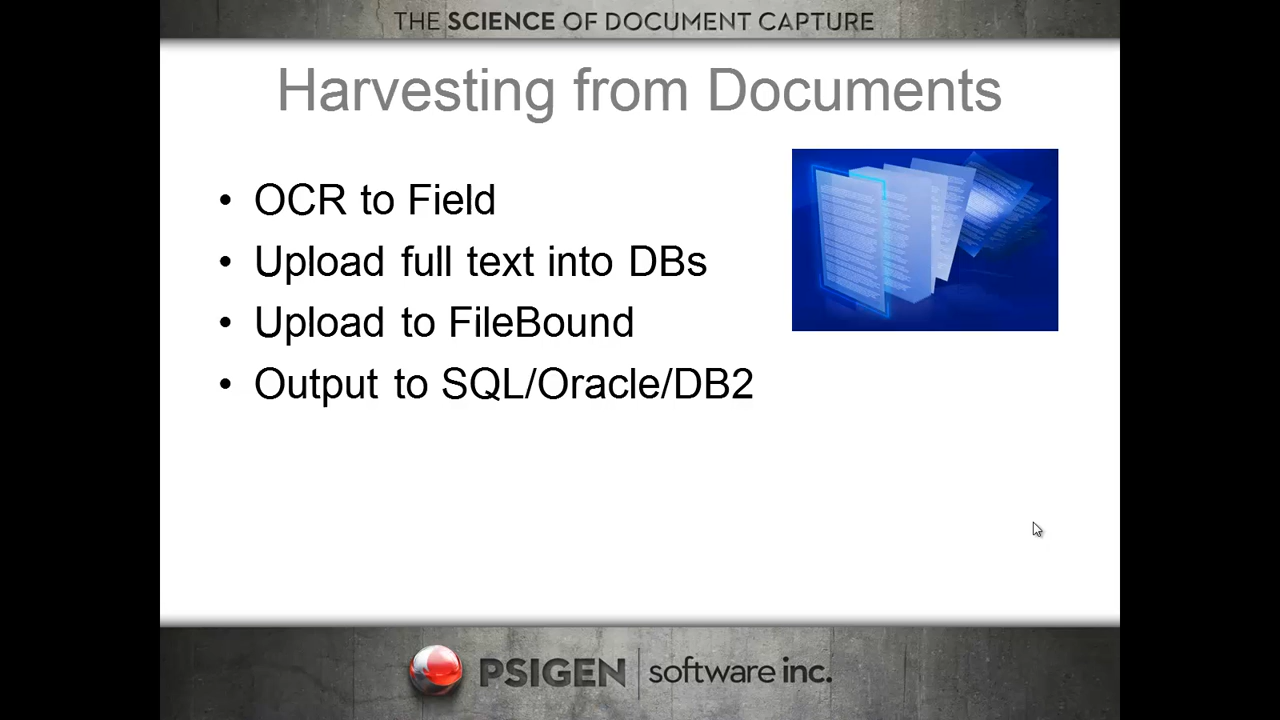 THE SCIENCE OF DOCUMENT CAPTURE
Harvesting from Documents
• OCR to Field
• Upload full text into DBs
• Upload to FileBound
• Output to SQL/Oracle/DB2
PSIGEN software inc.